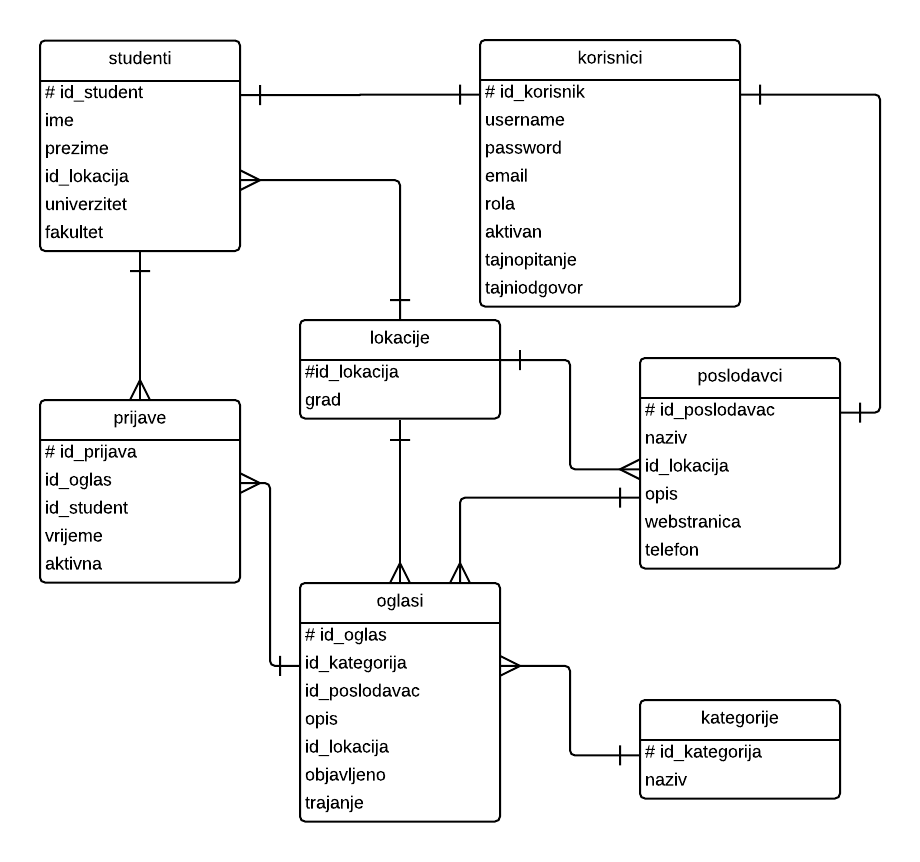 studenti
# id_student
ime
prezime
id_lokacija
univerzitet
fakultet
korisnici
# id_korisnik
username
password
email
rola
aktivan
tajnopitanje
tajniodgovor
lokacije
#id_lokacija
grad
poslodavci
# id_poslodavac
naziv
id_lokacija
opis
webstranica
telefon
prijave
# id_prijava
id_oglas
id_student
vrijeme
aktivna
oglasi
# id_oglas
id_kategorija
id_poslodavac
opis
id_lokacija
objavljeno
trajanje
kategorije
# id_kategorija
naziv